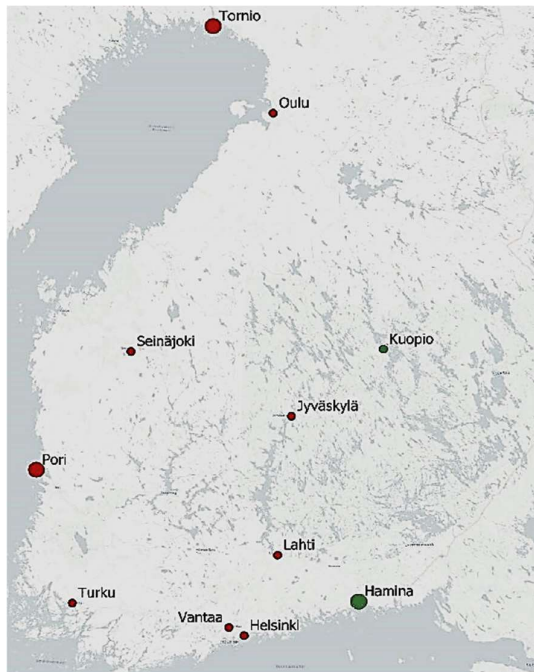 Tornio
Oulu
Seinäjoki
Kuopio
Jyväskylä
Pori
Lahti
Turku
Hamina
Vantaa
Helsinki